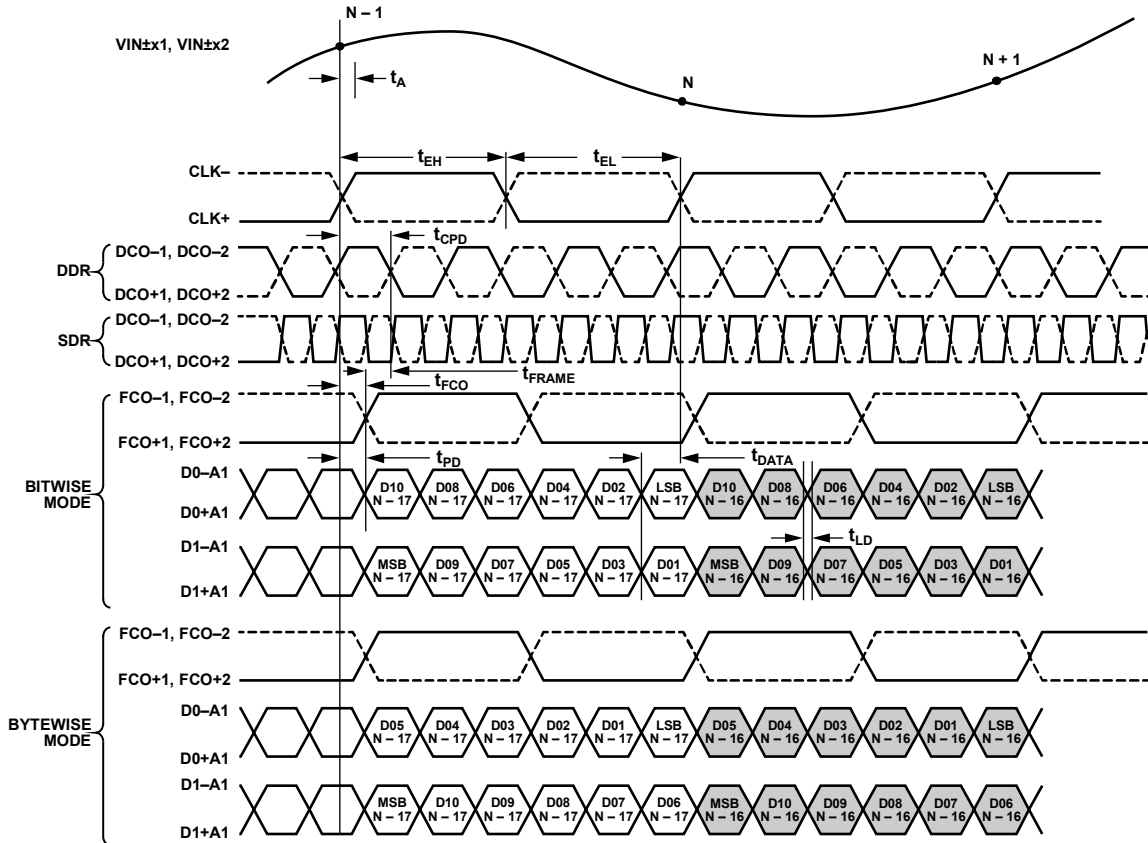 N – 1
VIN±x1, VIN±x2
tA
N
N + 1
tEH
tEL
CLK–
CLK+
tCPD
DDR
DCO–1, DCO–2
DCO+1, DCO+2
SDR
DCO–1, DCO–2
DCO+1, DCO+2
tFCO
tFRAME
BITWISE
MODE
FCO–1, FCO–2
FCO+1, FCO+2
tPD
tDATA
D0–A1
D0+A1
D10 D08 D06 D04 D02 LSB D10 D08 D06 D04 D02 LSB
N – 17 N – 17 N – 17 N – 17 N – 17 N – 17 N – 16 N – 16 N – 16 N – 16 N – 16 N – 16
tLD
D1–A1
D1+A1
MSB D09 D07 D05 D03 D01 MSB D09 D07 D05 D03 D01
N – 17 N – 17 N – 17 N – 17 N – 17 N – 17 N – 16 N – 16 N – 16 N – 16 N – 16 N – 16
BYTEWISE
MODE
FCO–1, FCO–2
FCO+1, FCO+2
D0–A1
D0+A1
D05 D04 D03 D02 D01 LSB D05 D04 D03 D02 D01 LSB
N – 17 N – 17 N – 17 N – 17 N – 17 N – 17 N – 16 N – 16 N – 16 N – 16 N – 16 N – 16
D1–A1
D1+A1
MSB D10 D09 D08 D07 D06 MSB D10 D09 D08 D07 D06
N – 17 N – 17 N – 17 N – 17 N – 17 N – 17 N – 16 N – 16 N – 16 N – 16 N – 16 N – 16